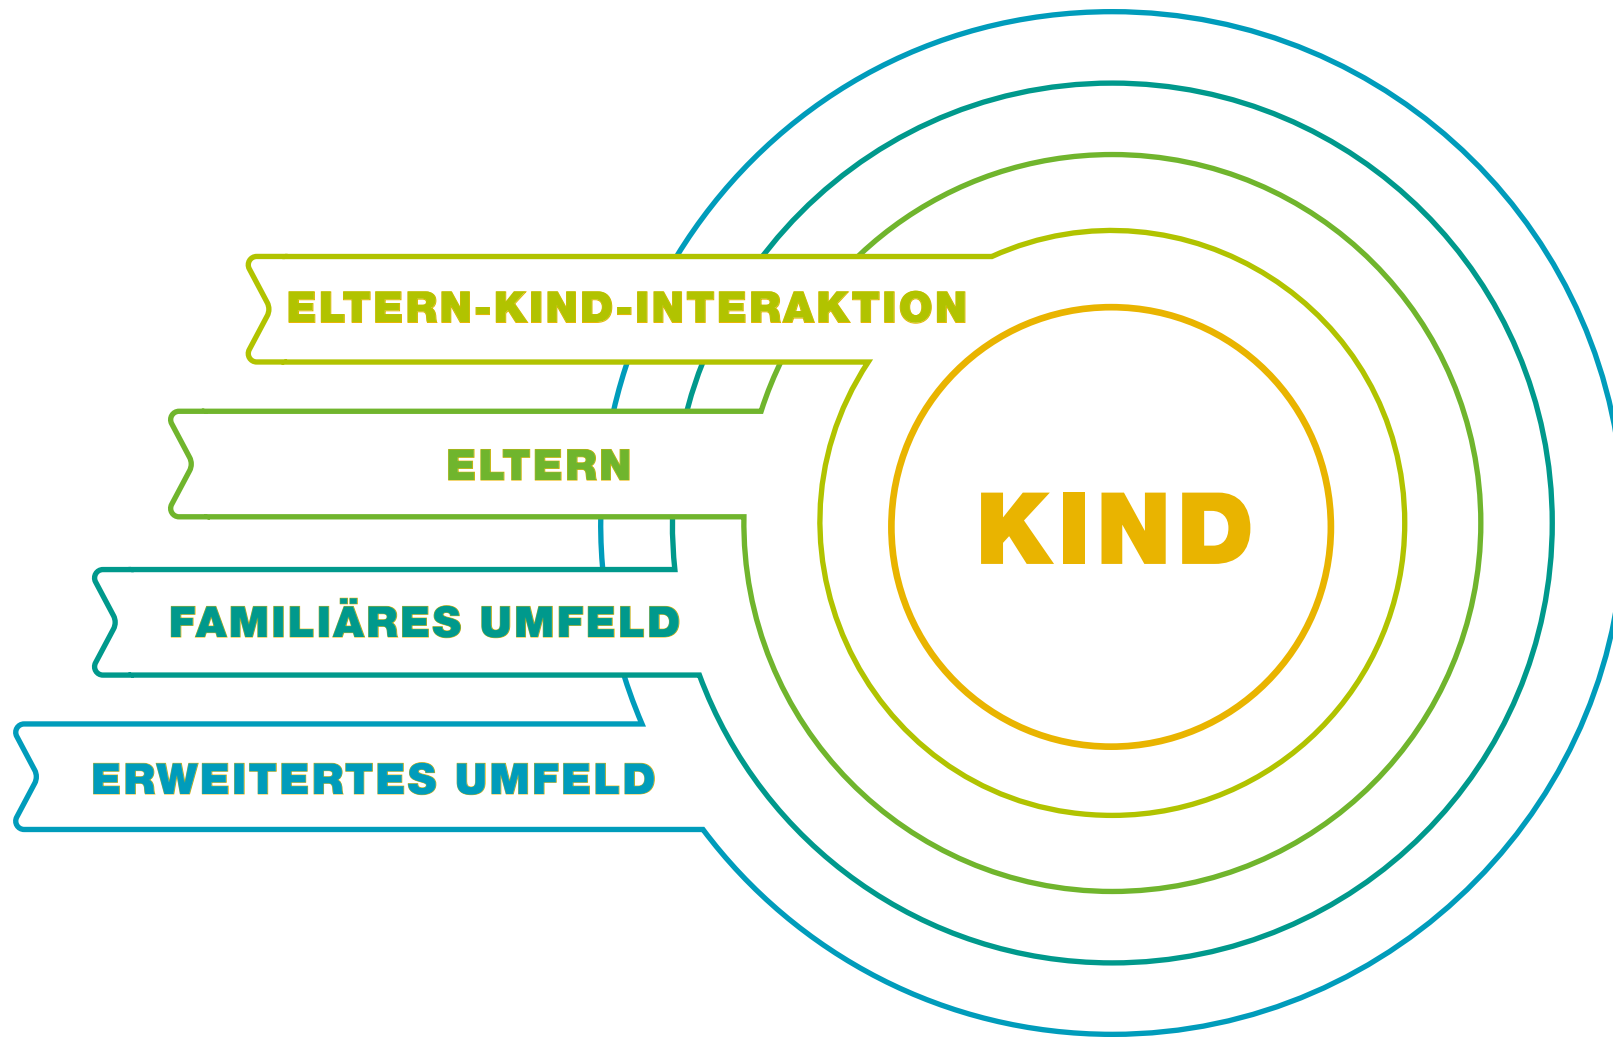 ELTERN-KIND-INTERAKTION
ELTERN
KIND
FAMILIÄRES UMFELD
ERWEITERTES UMFELD